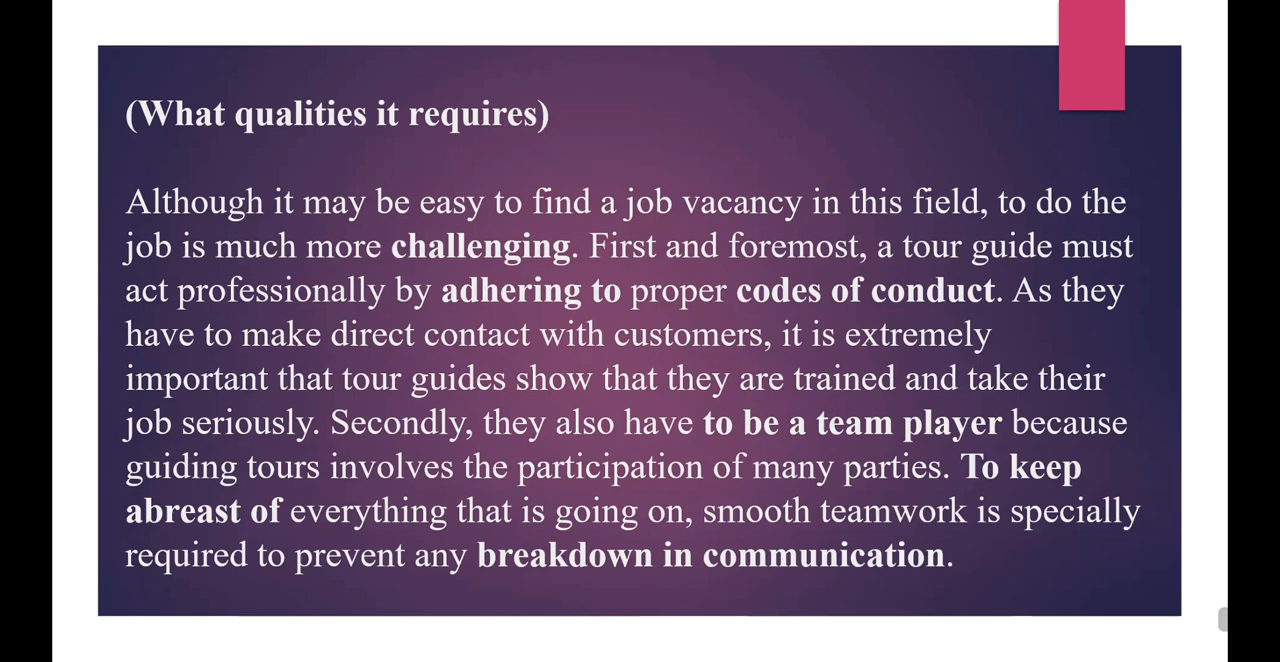 (What qualities it requires)
Although it may be easy to find a job vacancy in this field, to do the
job is much more challenging. First and foremost, a tour guide must
act professionally by adhering to proper codes of conduct. As they
have to make direct contact with customers, it is extremely
important that tour guides show that they are trained and take their
job seriously. Secondly, they also have to be a team player because
guiding tours involves the participation of many parties. To keep
abreast of everything that is going on, smooth teamwork is specially
required to prevent any breakdown in communication.